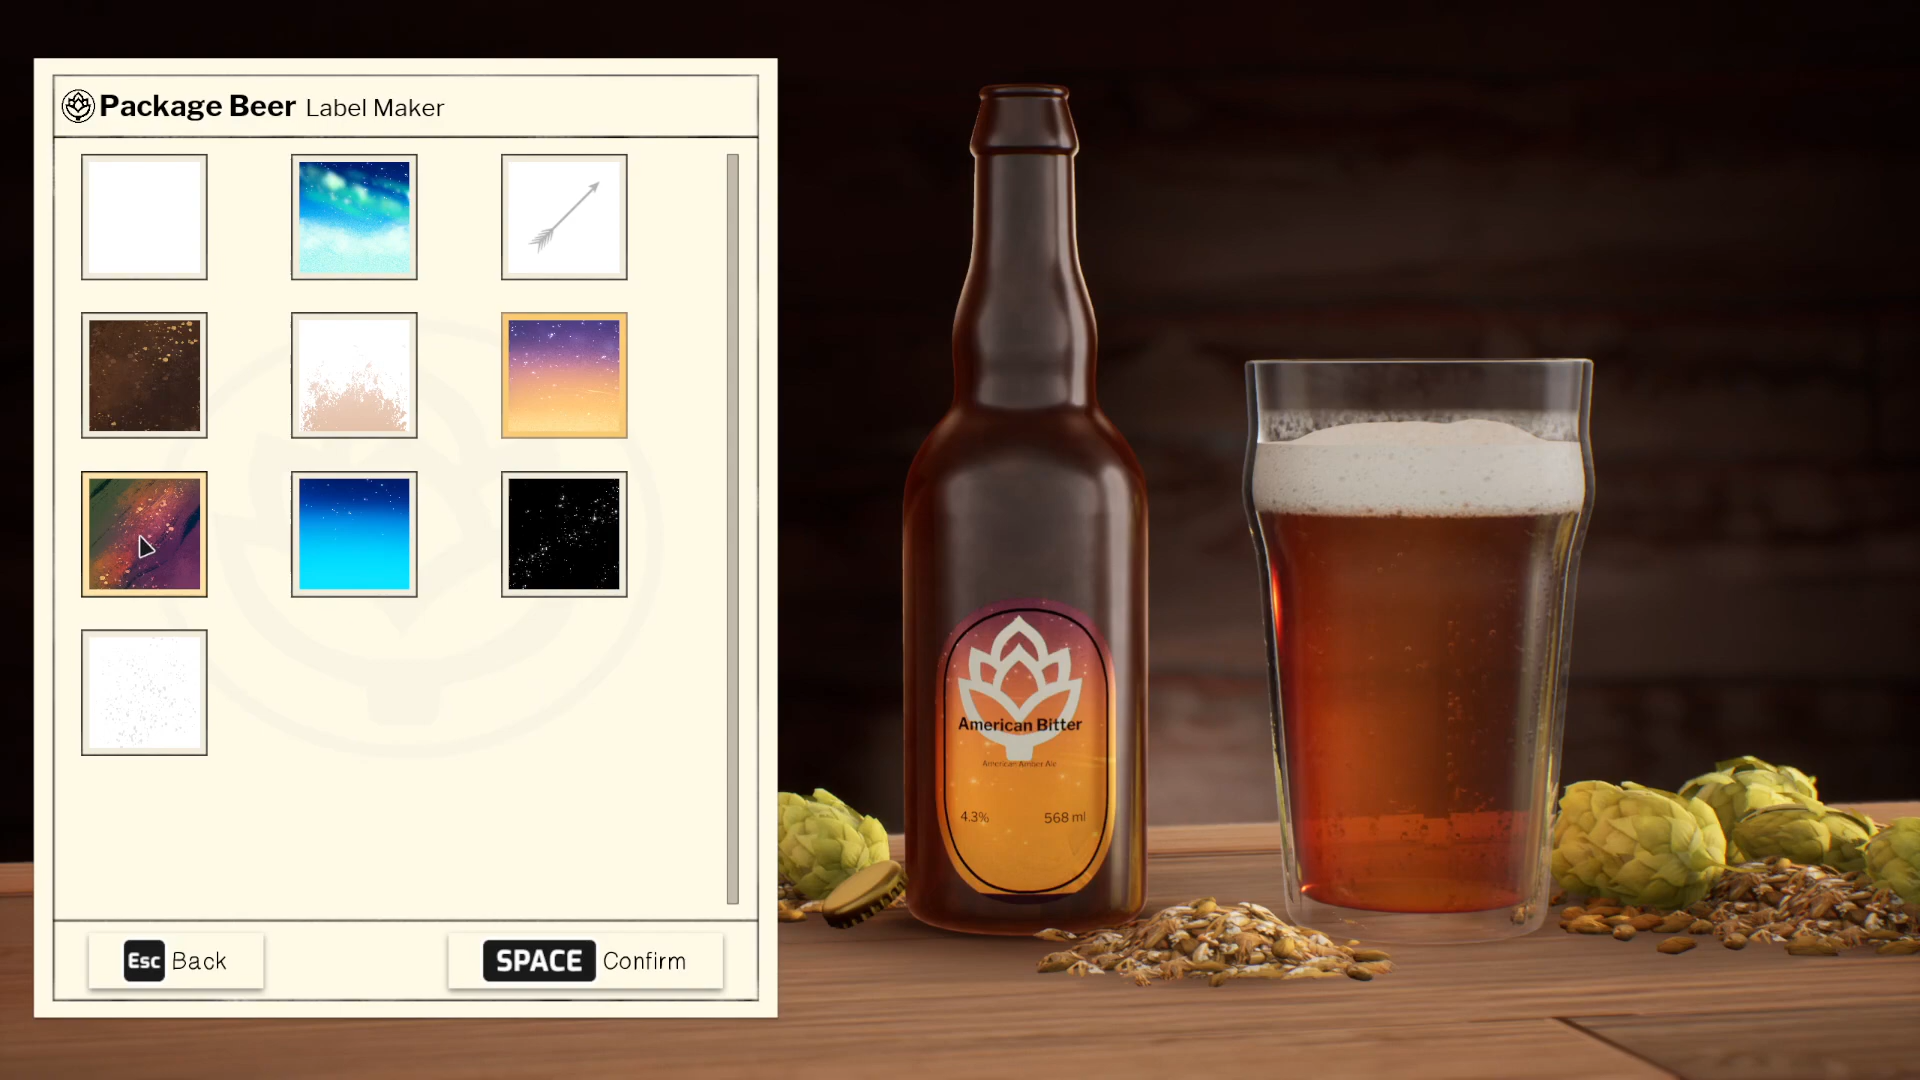 Package Beer Label Maker
American Bitter
American Amber Ale
4.3% 568 ml
Esc Back
SPACE Confirm